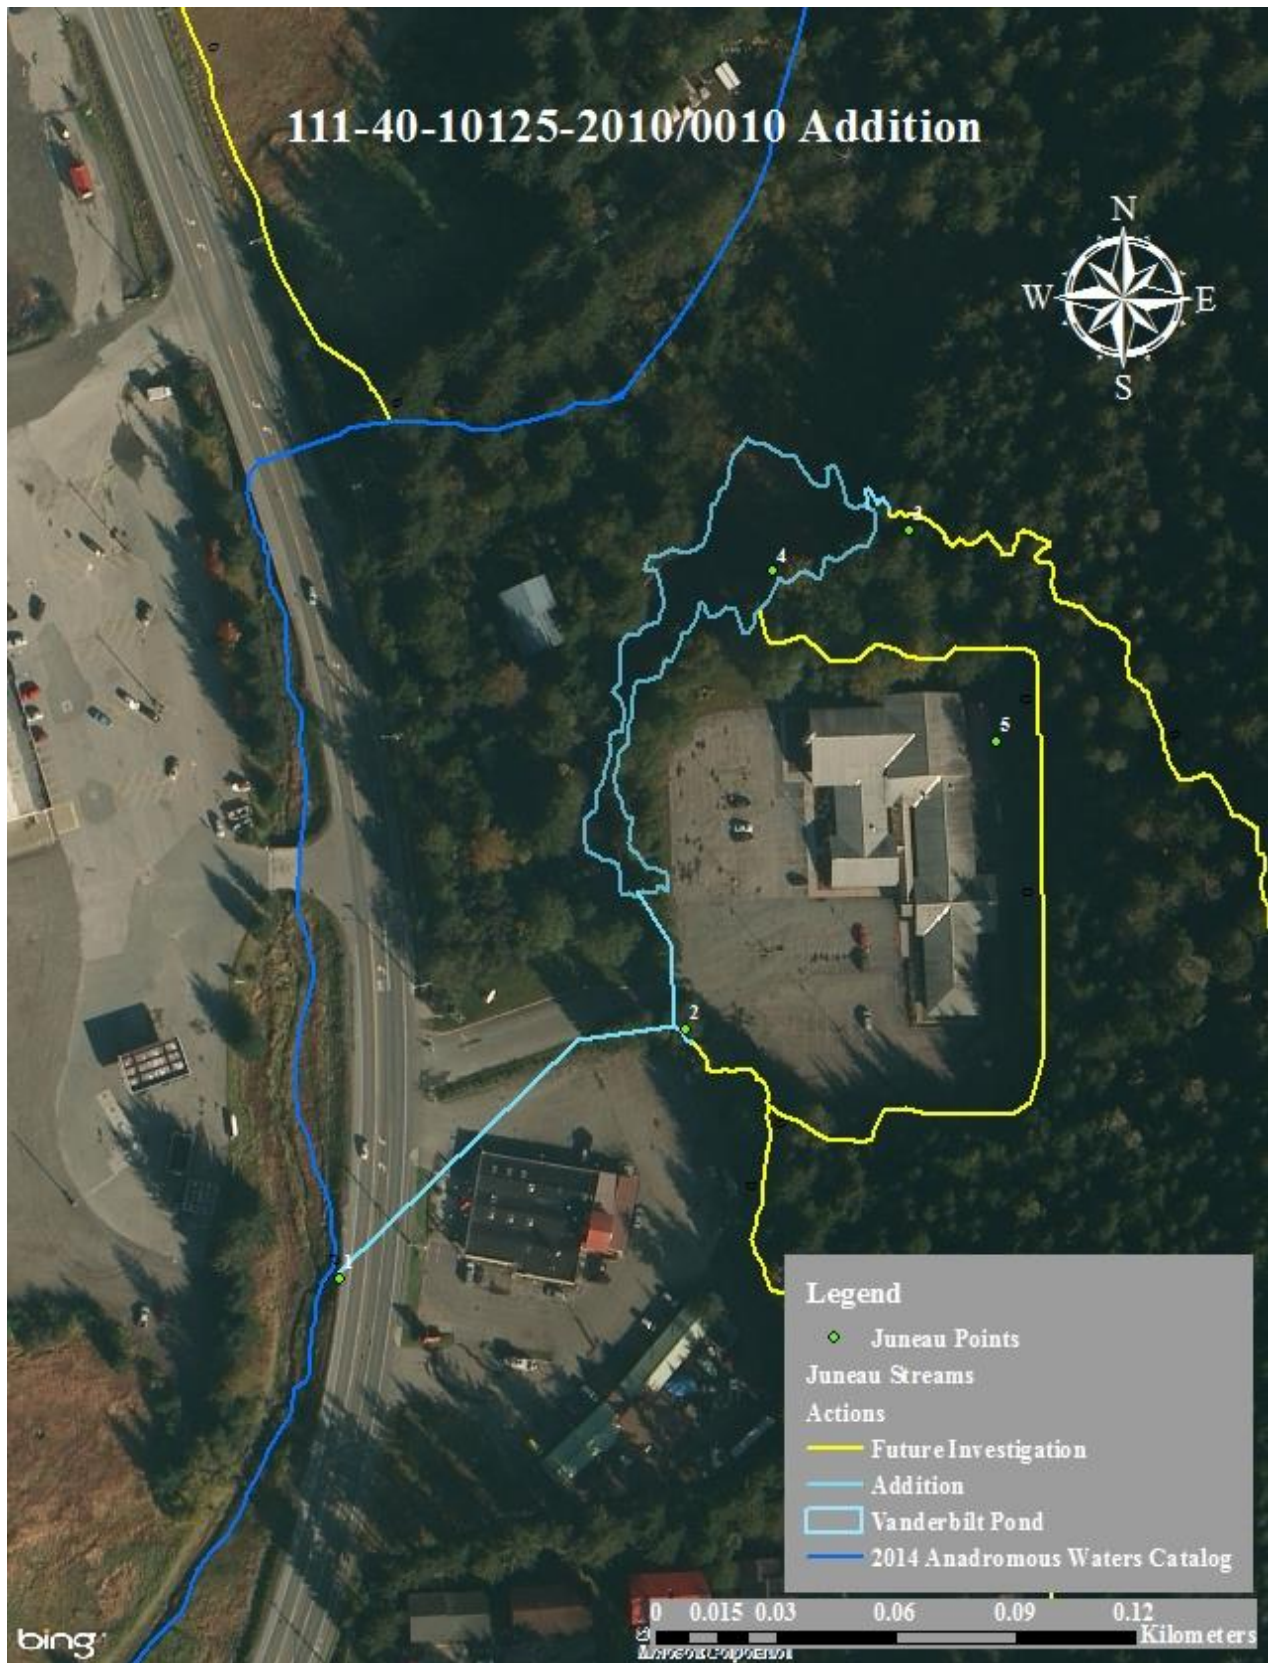 111-40-10125-2010/0010 Addition
N
W E
S
3
4
5
2
1
Legend
Juneau Points
Juneau Streams
Actions
Future Investigation
Addition
Vanderbilt Pond
2014 Anadromous Waters Catalog
0 0.015 0.03 0.06 0.09 0.12
Kilometers
bing
Corporation